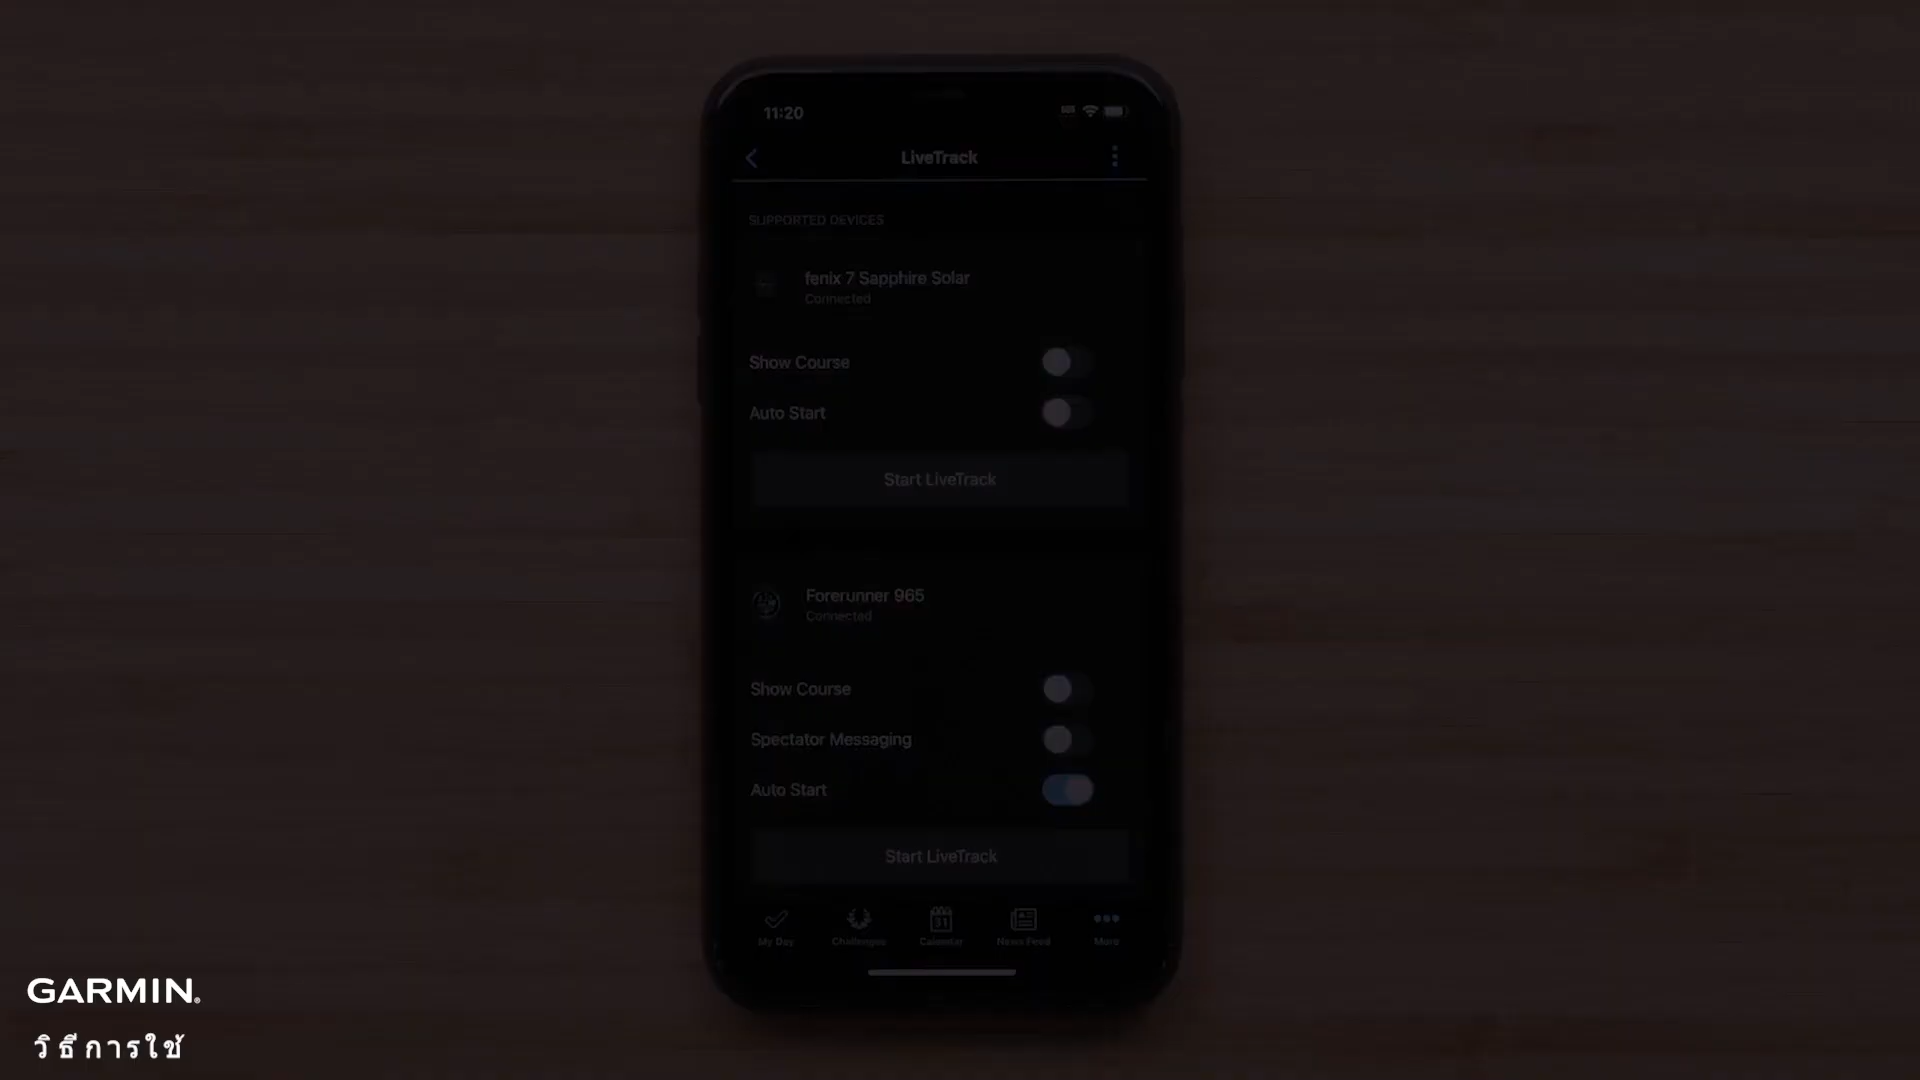 11:20
LiveTrack
SUPPORTED DEVICES
fenix 7 Sapphire Solar
Connected
Show Course
Auto Start
Start LiveTrack
Forerunner 965
Connected
Show Course
Spectator Messaging
Auto Start
Start LiveTrack
My Day Challenges Calendar News Feed More
GARMIN
วิธีการใช้